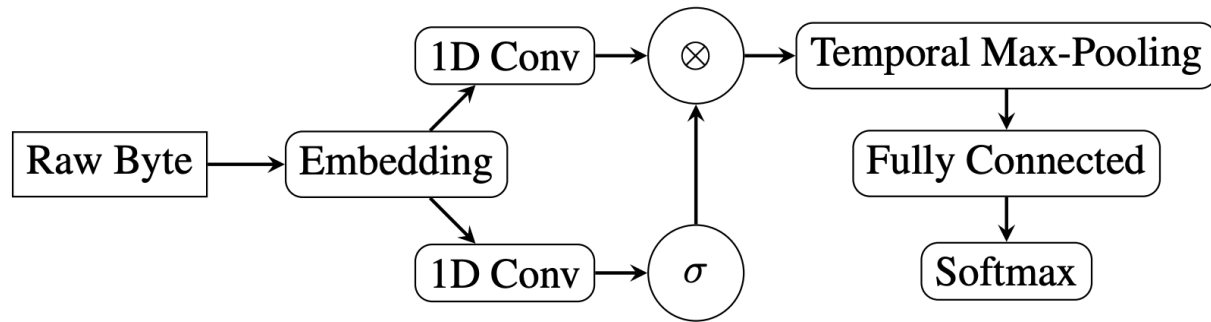 1D Conv
⊗
Temporal Max-Pooling
Raw Byte
Embedding
Fully Connected
1D Conv
σ
Softmax